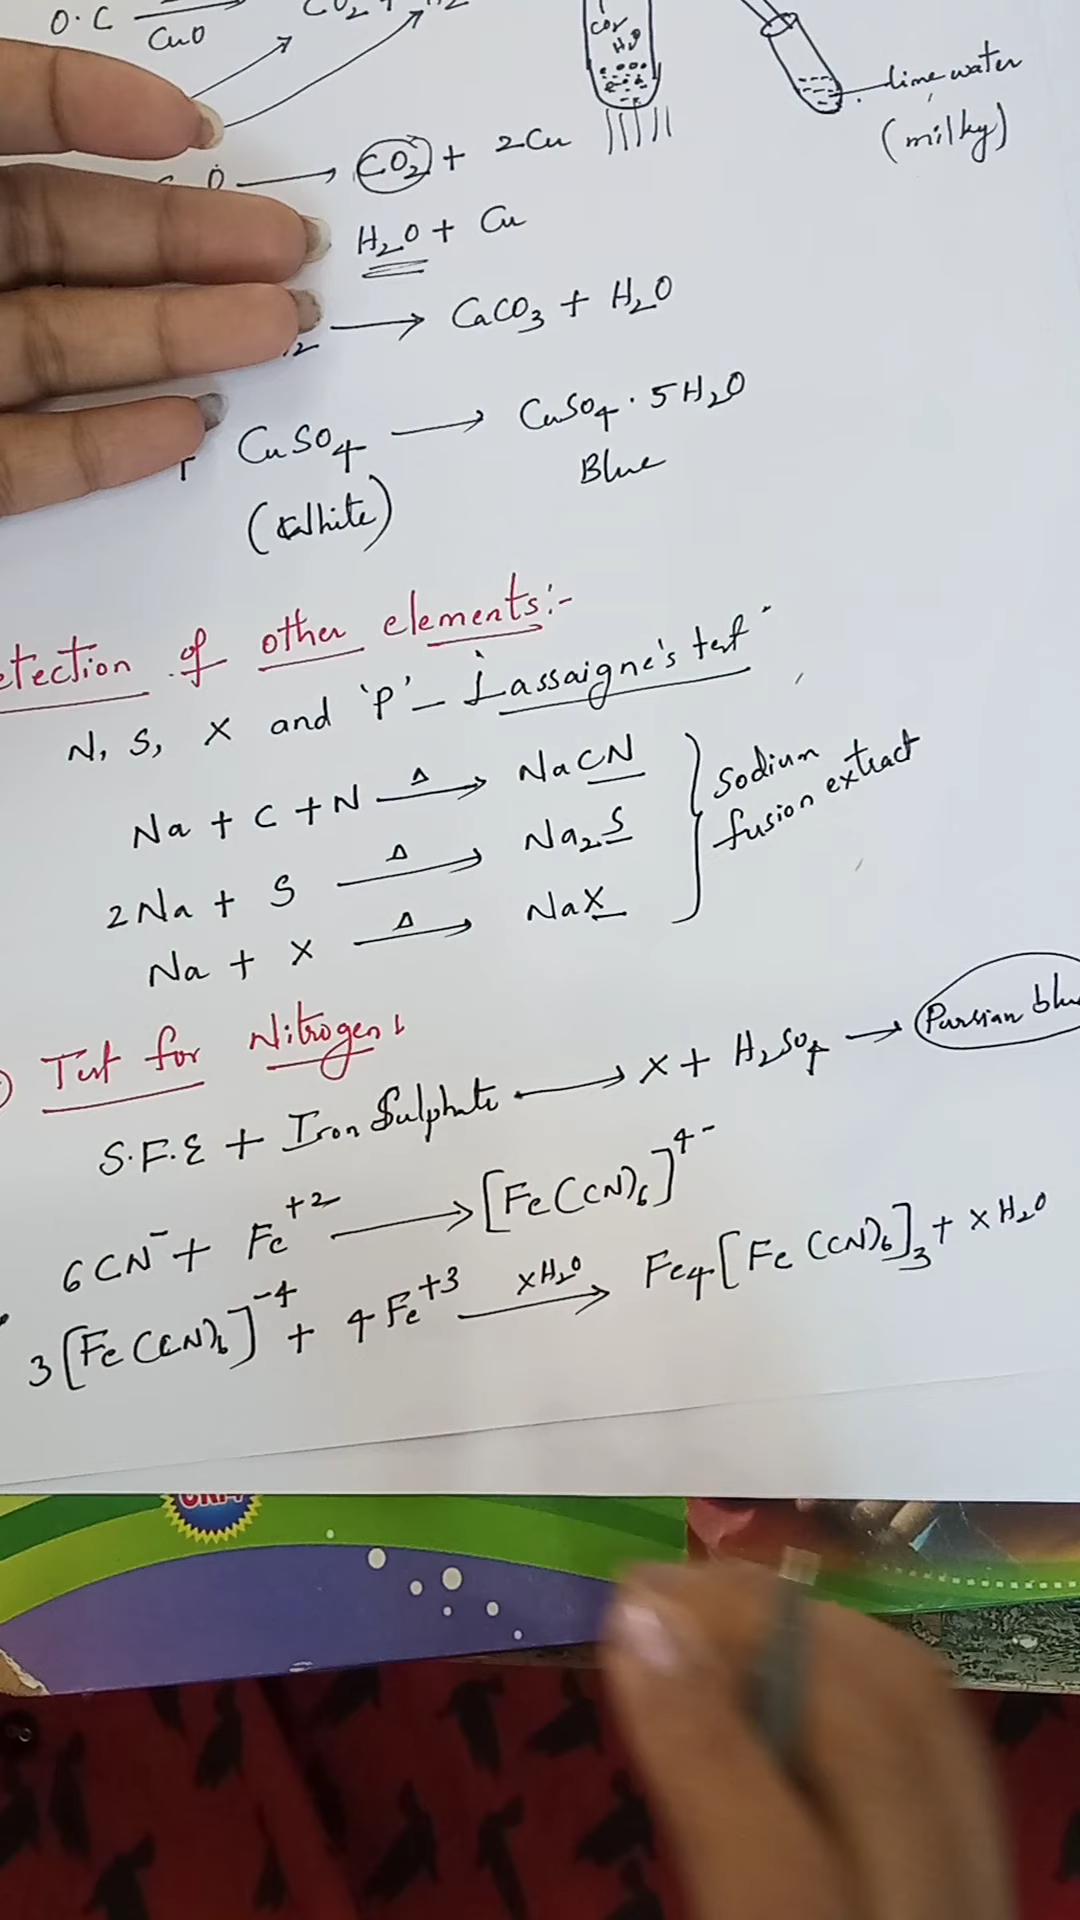 O.C CuO CO2 +
CO2 H2O
lime water
(milky)
CO2 + 2Cu
H2O + Cu
CaCO3 + H2O
CuSO4 → CuSO4 · 5H2O
(White) Blue
etection of other elements:-
N, S, X and 'P' - Lassaigne's test
Na + C + N —Δ→ NaCN
2Na + S —Δ→ Na2S
Na + X —Δ→ NaX
Sodium
fusion extract
Test for Nitrogen:
S.F.E + Iron Sulphate → X + H2SO4 → Pursian blu
6CN⁻ + Fe⁺² → [Fe(CN)6]⁴⁻
3[Fe(CN)6]⁻⁴ + 4Fe⁺³ —xH2O→ Fe4[Fe(CN)6]3 + xH2O